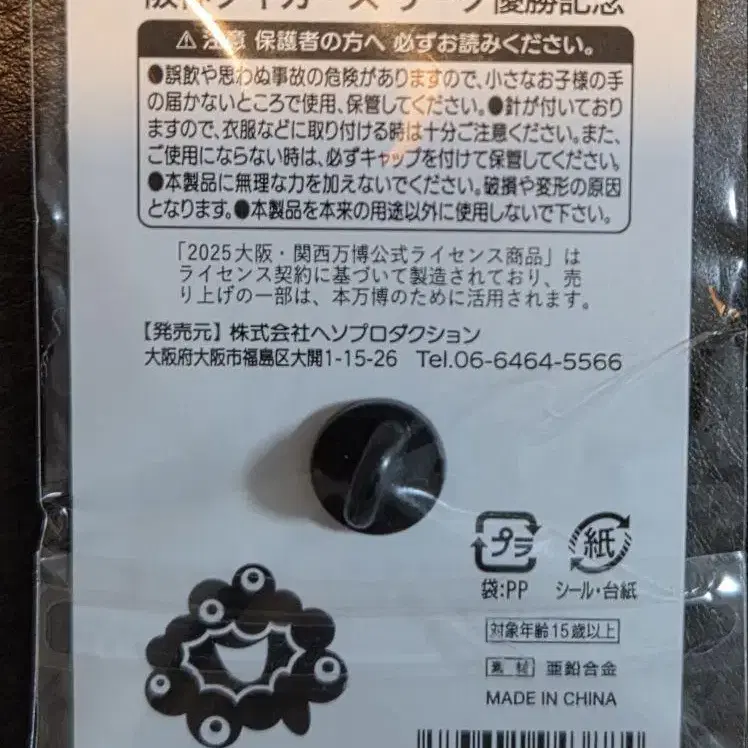 阪神タイガース リーグ優勝記念
⚠注意 保護者の方へ 必ずお読みください。
●誤飲や思わぬ事故の危険がありますので、小さなお子様の手
の届かないところで使用、保管してください。●針が付いており
ますので、衣服などに取り付ける時は十分ご注意ください。また、
ご使用にならない時は、必ずキャップを付けて保管してください。
●本製品に無理な力を加えないでください。破損や変形の原因
となります。●本製品を本来の用途以外に使用しないで下さい。
「2025大阪・関西万博公式ライセンス商品」は
ライセンス契約に基づいて製造されており、売
り上げの一部は、本万博のために活用されます。
【発売元】株式会社ヘソプロダクション
大阪府大阪市福島区大開1-15-26 Tel.06-6464-5566
プラ 紙
袋:PP シール・台紙
対象年齢15歳以上
素材 亜鉛合金
MADE IN CHINA